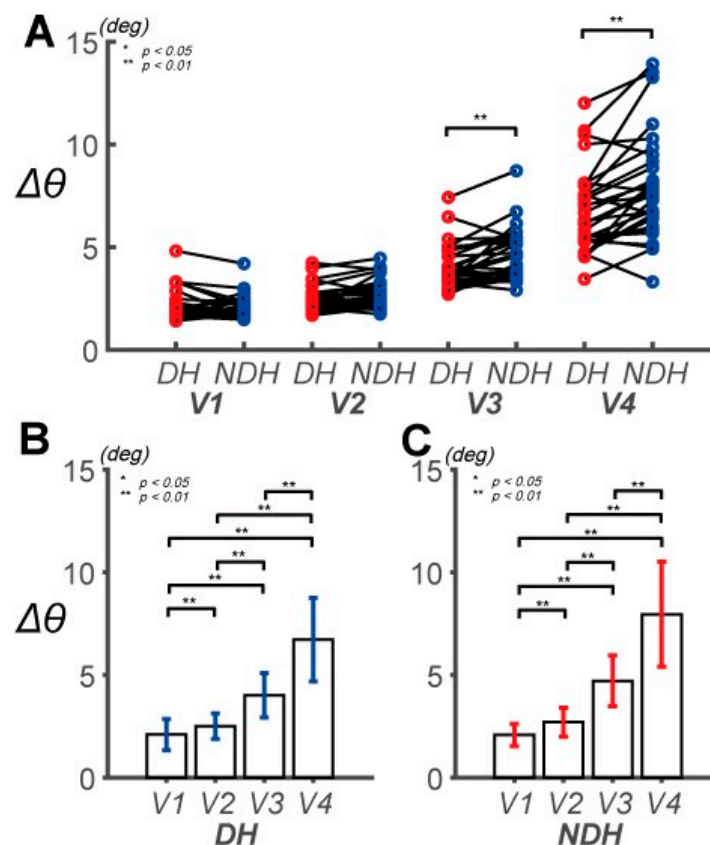 A
(deg)
* p < 0.05
** p < 0.01
15
10
5
0
Δθ
**
**
DH NDH DH NDH DH NDH DH NDH
V1 V2 V3 V4
B
(deg)
* p < 0.05
** p < 0.01
15
10
5
0
Δθ
**
**
**
**
**
**
V1 V2 V3 V4
DH
C
(deg)
* p < 0.05
** p < 0.01
15
10
5
0
**
**
**
**
**
**
V1 V2 V3 V4
NDH